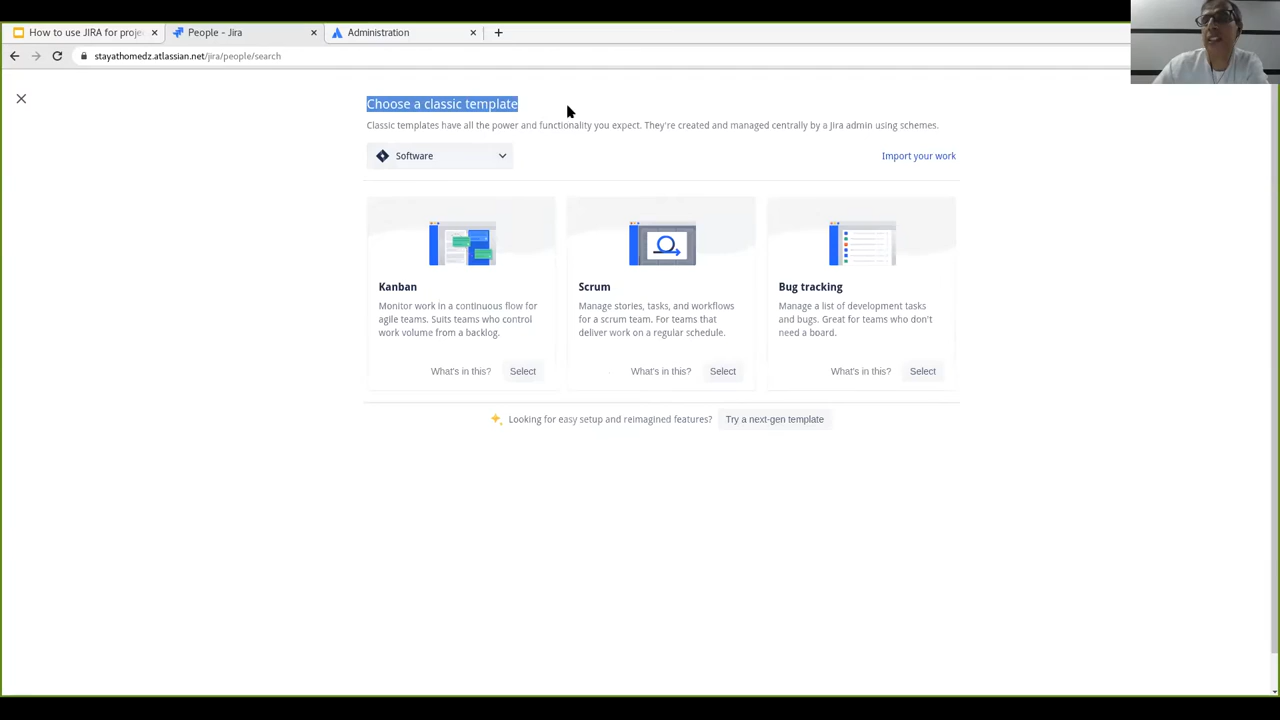 How to use JIRA for proje
People - Jira
Administration
stayathomedz.atlassian.net/jira/people/search
Choose a classic template
Classic templates have all the power and functionality you expect. They're created and managed centrally by a Jira admin using schemes.
Software
Import your work
Kanban
Monitor work in a continuous flow for
agile teams. Suits teams who control
work volume from a backlog.
What's in this? Select
Scrum
Manage stories, tasks, and workflows
for a scrum team. For teams that
deliver work on a regular schedule.
What's in this? Select
Bug tracking
Manage a list of development tasks
and bugs. Great for teams who don't
need a board.
What's in this? Select
Looking for easy setup and reimagined features? Try a next-gen template